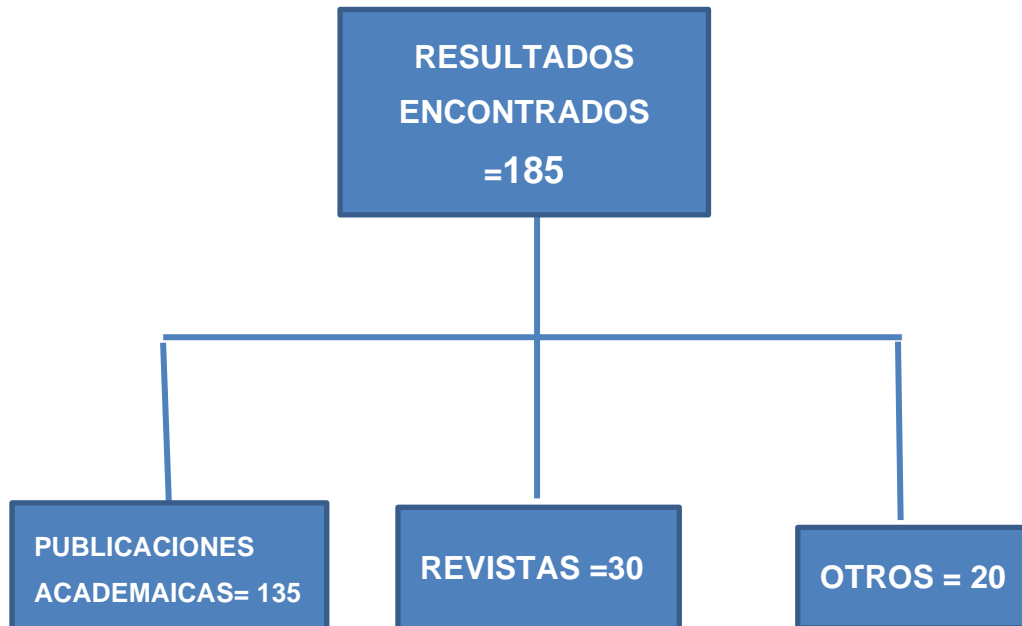 RESULTADOS
ENCONTRADOS
=185
PUBLICACIONES
ACADEMAICAS= 135
REVISTAS =30
OTROS = 20